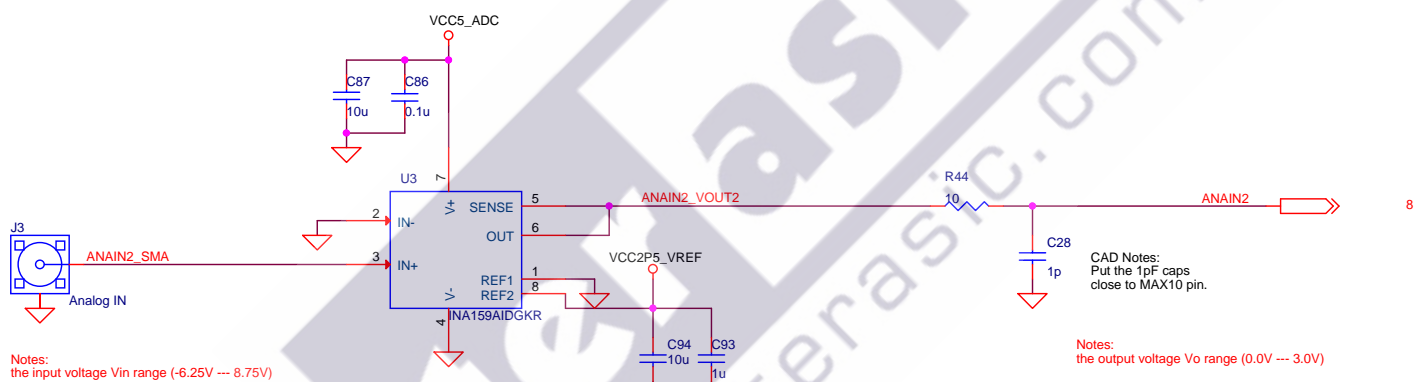 VCC5_ADC
C87
C86
10u
0.1u
U3
7
V+
5
SENSE
ANAIN2_VOUT2
R44
10
ANAIN2
8
2
IN-
6
OUT
J3
ANAIN2_SMA
3
IN+
VCC2P5_VREF
C28
1p
CAD Notes:
Put the 1pF caps
close to MAX10 pin.
1
REF1
8
REF2
V-
4
INA159AIDGKR
Analog IN
C94
10u
C93
1u
Notes:
the input voltage Vin range (-6.25V --- 8.75V)
Notes:
the output voltage Vo range (0.0V --- 3.0V)
terasic
erasic.com